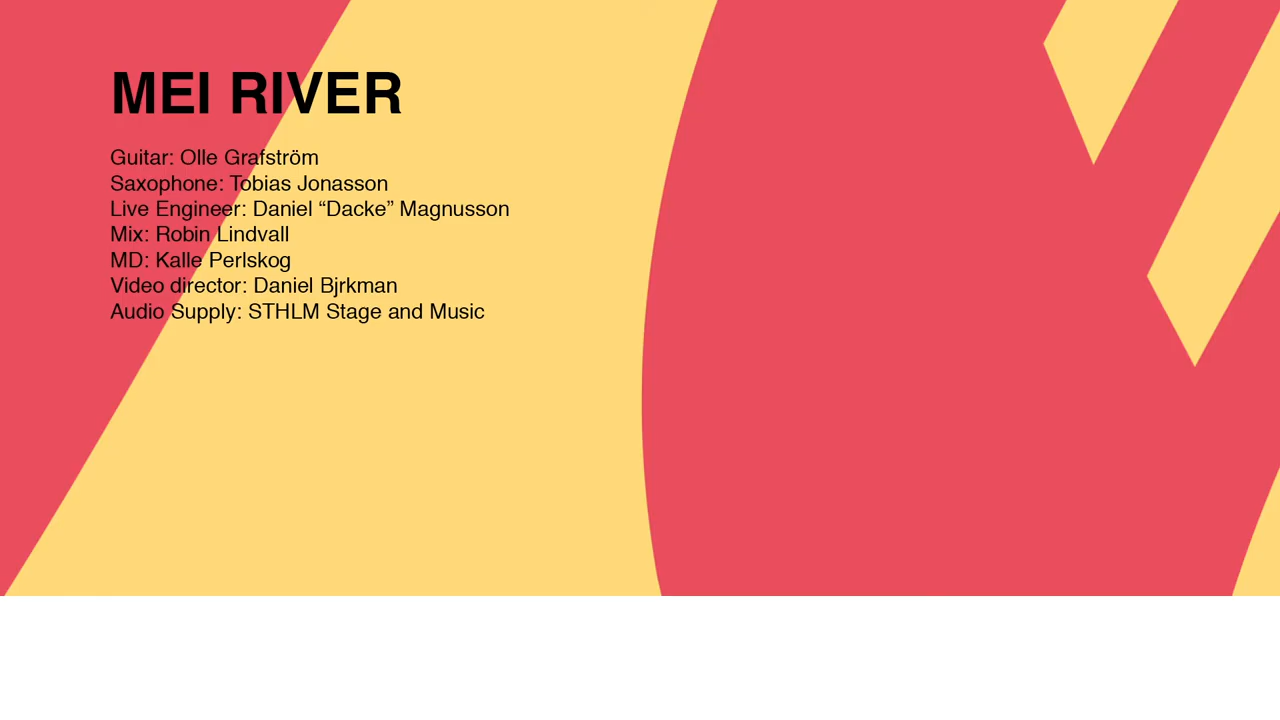 MEI RIVER
Guitar: Olle Grafström
Saxophone: Tobias Jonasson
Live Engineer: Daniel “Dacke” Magnusson
Mix: Robin Lindvall
MD: Kalle Perlskog
Video director: Daniel Bjrkman
Audio Supply: STHLM Stage and Music